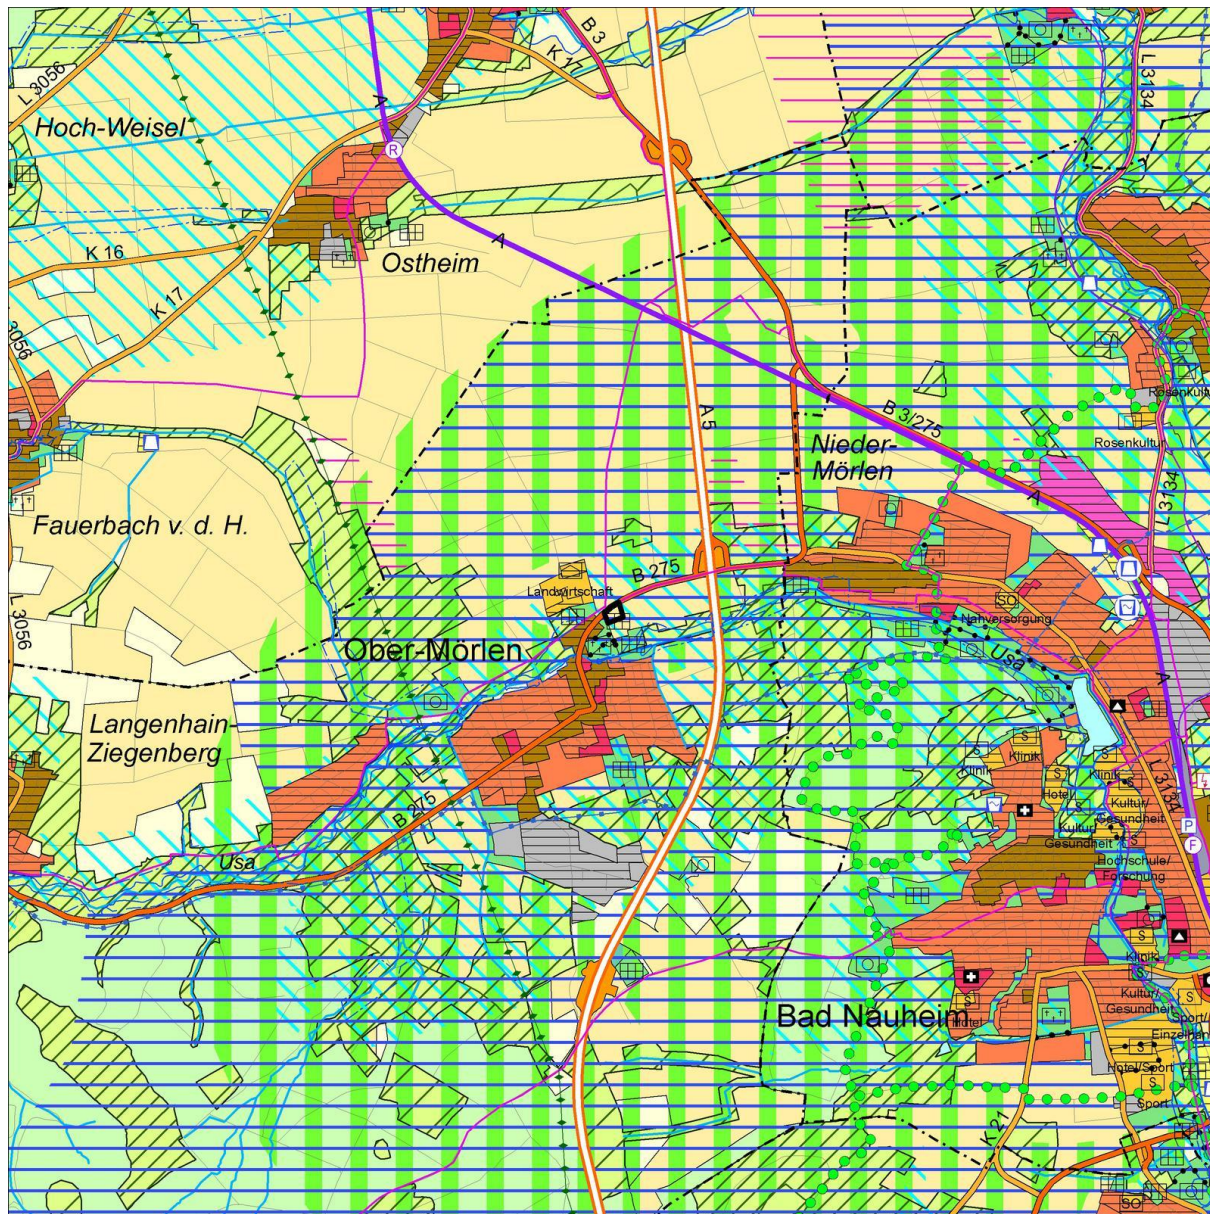 B 3
K 17
L 3056
A
L 3134
Hoch-Weisel
R
K 16
A
Ostheim
K 17
3056
A 5
B 3/275
Rosenkultur
Nieder-
Mörlen
A
L 3134
Fauerbach v. d. H.
B 275
Landwirtschaft
SO
Nahversorgung
L 3056
Ober-Mörlen
Usa
A
Langenhain-
Ziegenberg
S
S
S
Klinik
Klinik
Klinik
L 3134
S
S
Hotel
S
Kultur/
Gesundheit
B 275
P
Kultur/
Gesundheit
S
F
Usa
Hochschule/
Forschung
S
Klinik
S
S
Kultur/
Gesundheit
S
Bad Nauheim
Hotel
Sport/
Einzelhan
S
Hotel/Sport
S
Sport
K 21
SO